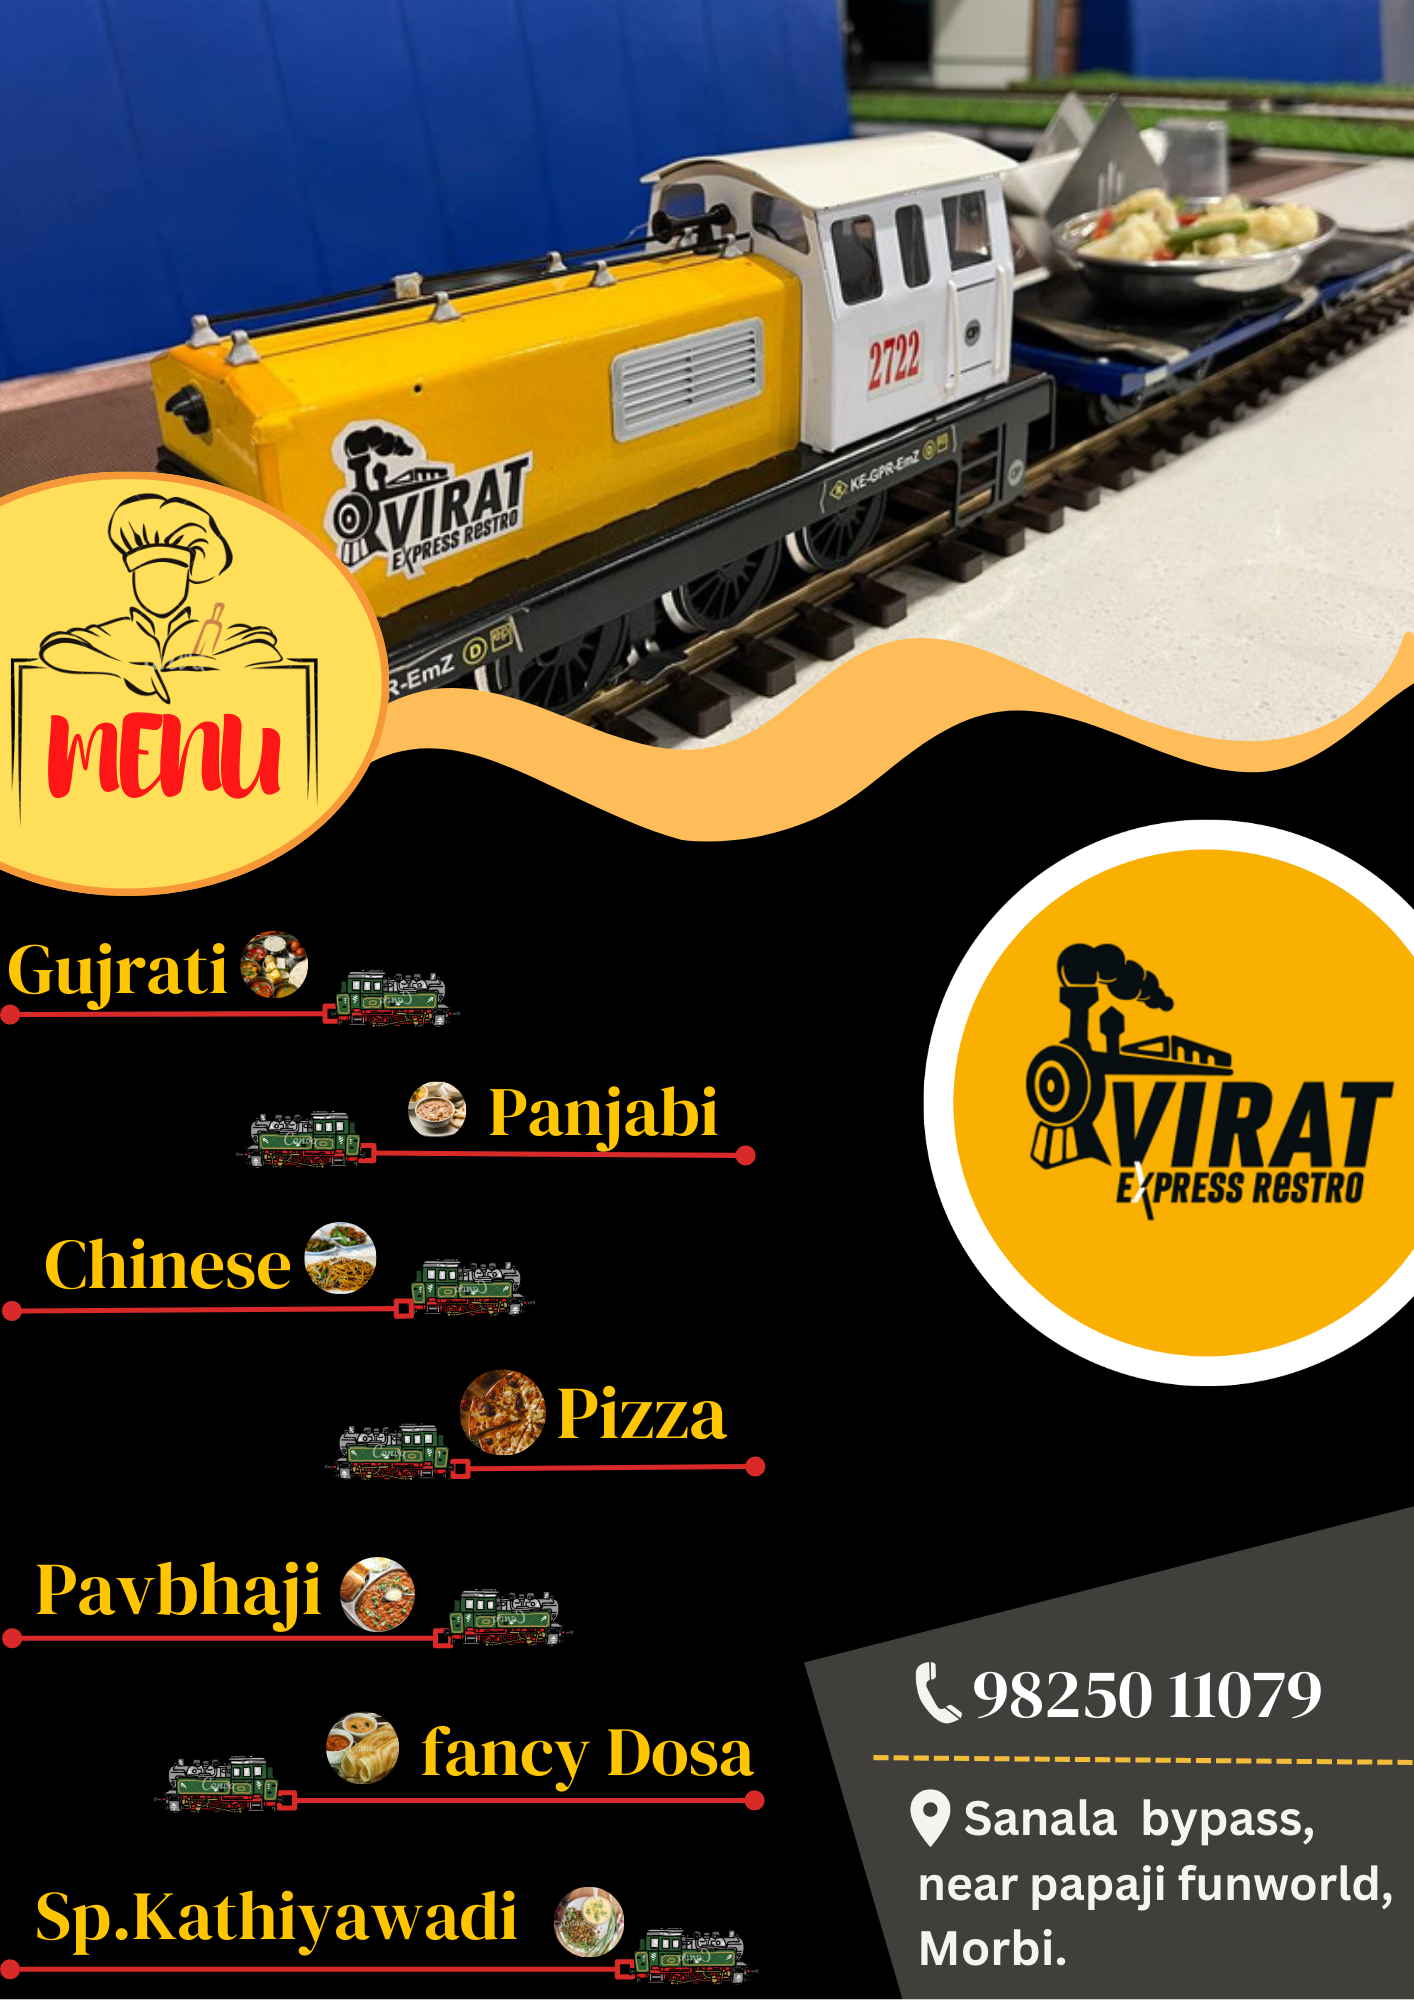 2722
KE-GPR-EmZ
VIRAT
EXPRESS RESTRO
R-EmZ
D
MENU
Gujrati
Panjabi
VIRAT
EXPRESS RESTRO
Chinese
Pizza
Pavbhaji
98250 11079
fancy Dosa
Sanala bypass,
near papaji funworld,
Morbi.
Sp.Kathiyawadi